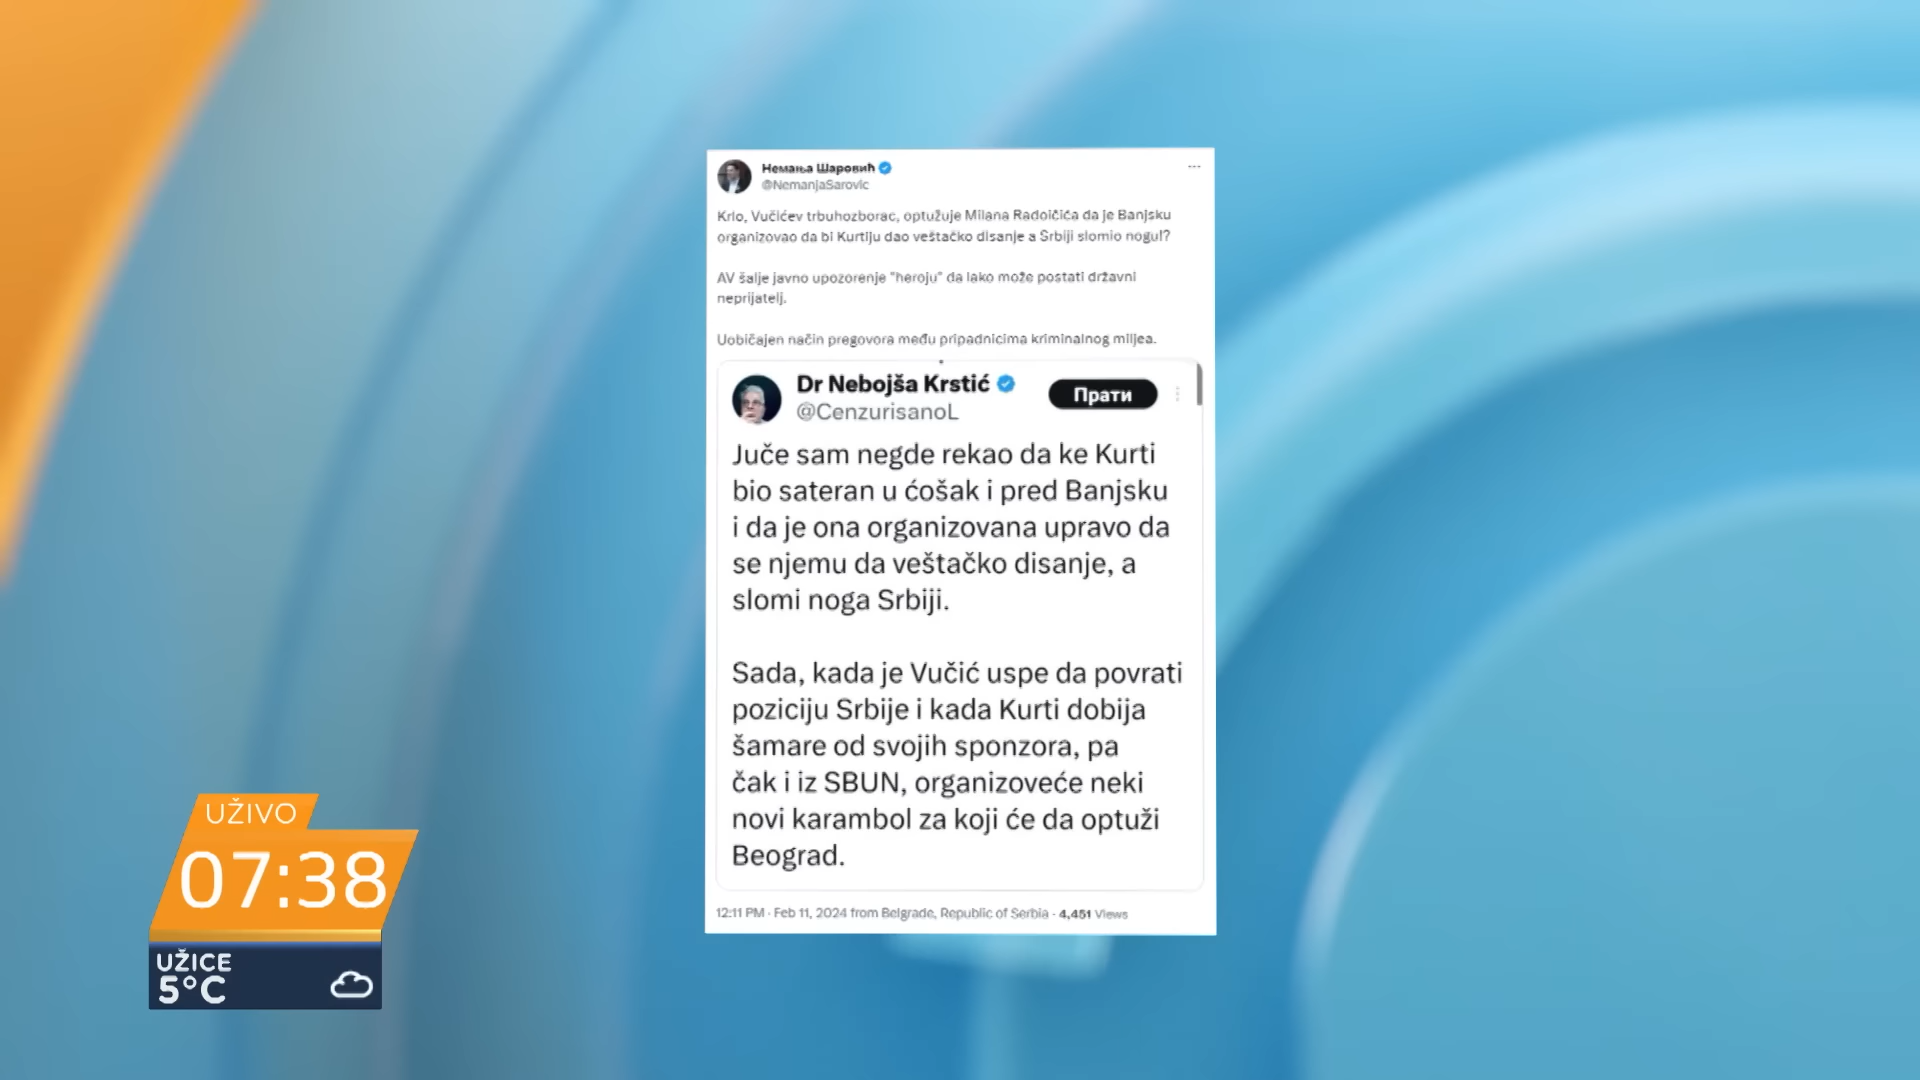 Немања Шаровић
@NemanjaSarovic
Krlo, Vučićev trbuhozborac, optužuje Milana Radoičića da je Banjsku
organizovao da bi Kurtiju dao veštačko disanje a Srbiji slomio nogu!?
AV šalje javno upozorenje "heroju" da lako može postati državni
neprijatelj.
Uobičajen način pregovora među pripadnicima kriminalnog miljea.
Dr Nebojša Krstić
@CenzurisanoL
Прати
Juče sam negde rekao da ke Kurti
bio sateran u ćošak i pred Banjsku
i da je ona organizovana upravo da
se njemu da veštačko disanje, a
slomi noga Srbiji.
Sada, kada je Vučić uspe da povrati
poziciju Srbije i kada Kurti dobija
šamare od svojih sponzora, pa
čak i iz SBUN, organizoveće neki
novi karambol za koji će da optuži
Beograd.
12:11 PM · Feb 11, 2024 from Belgrade, Republic of Serbia · 4,451 Views
UŽIVO
07:38
UŽICE
5°C